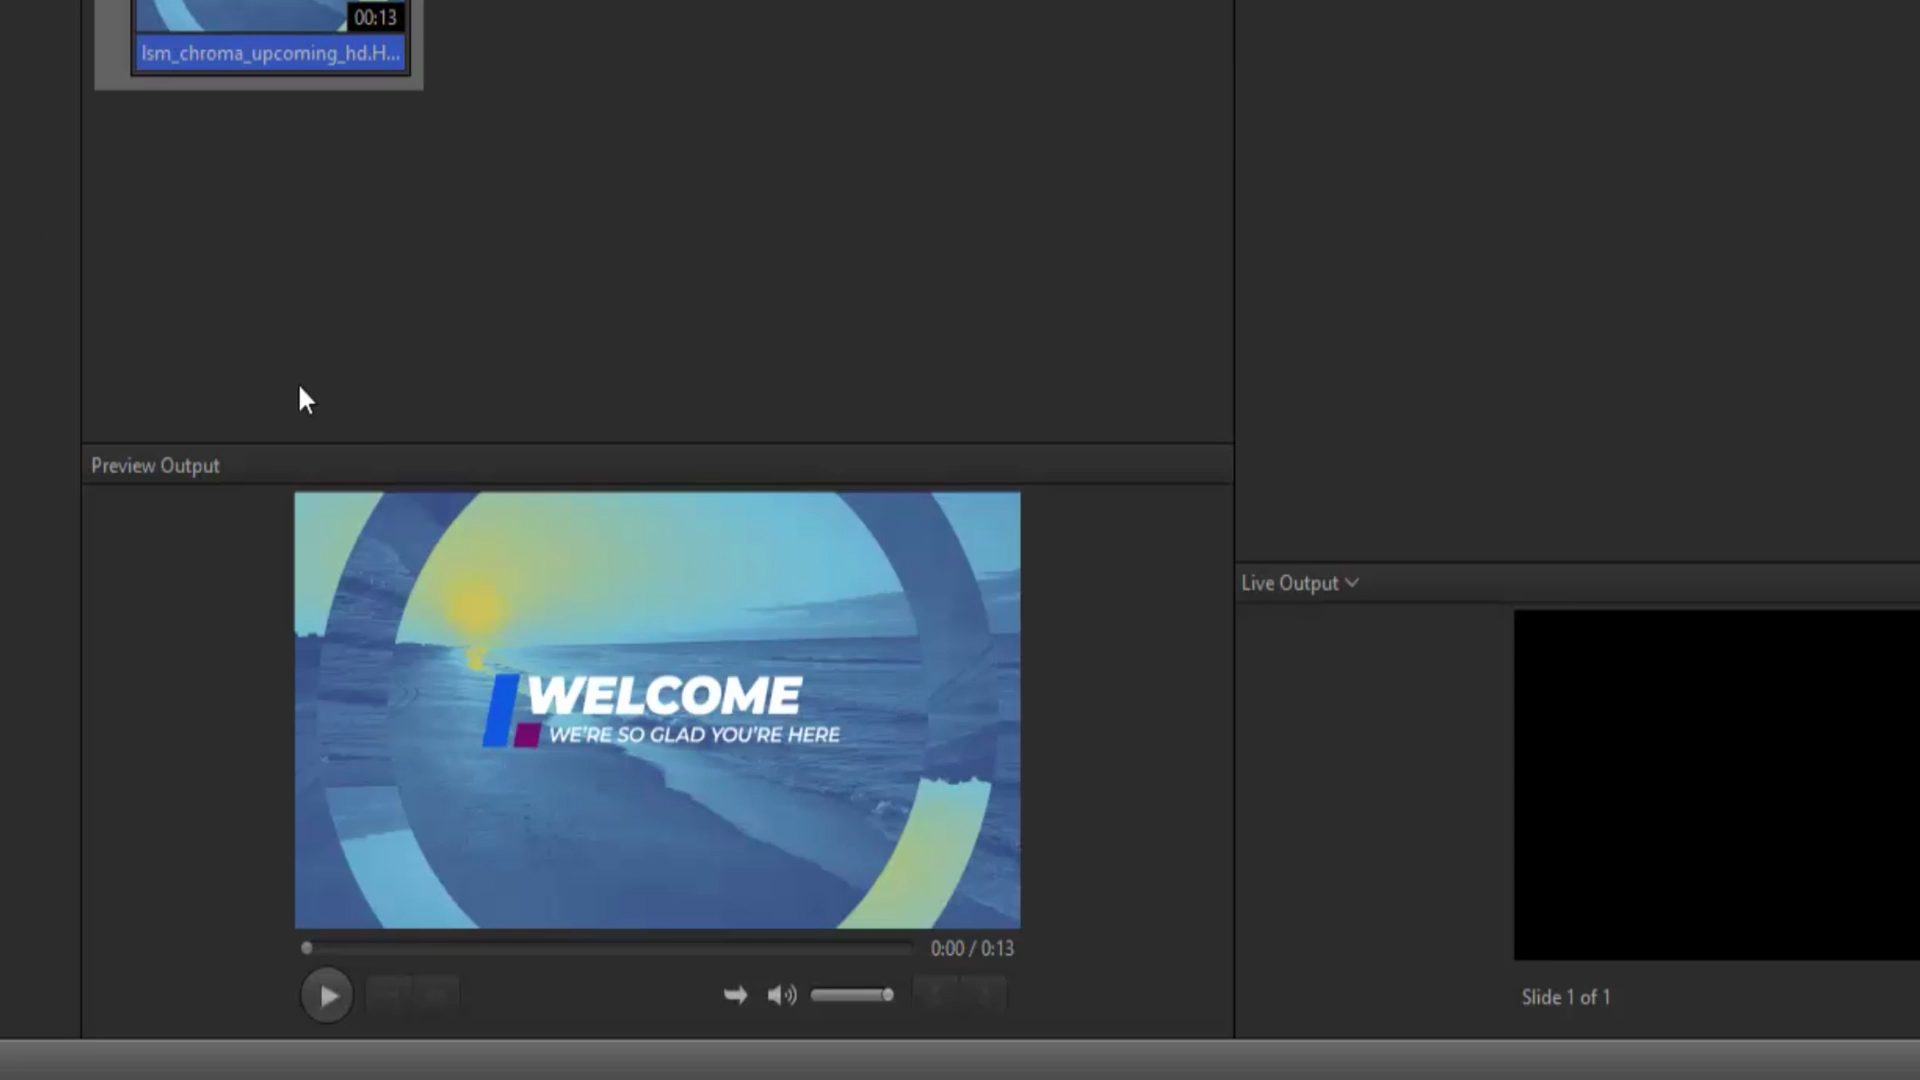 00:13
lsm_chroma_upcoming_hd.H...
Preview Output
WELCOME
WE'RE SO GLAD YOU'RE HERE
0:00 / 0:13
Live Output
Slide 1 of 1